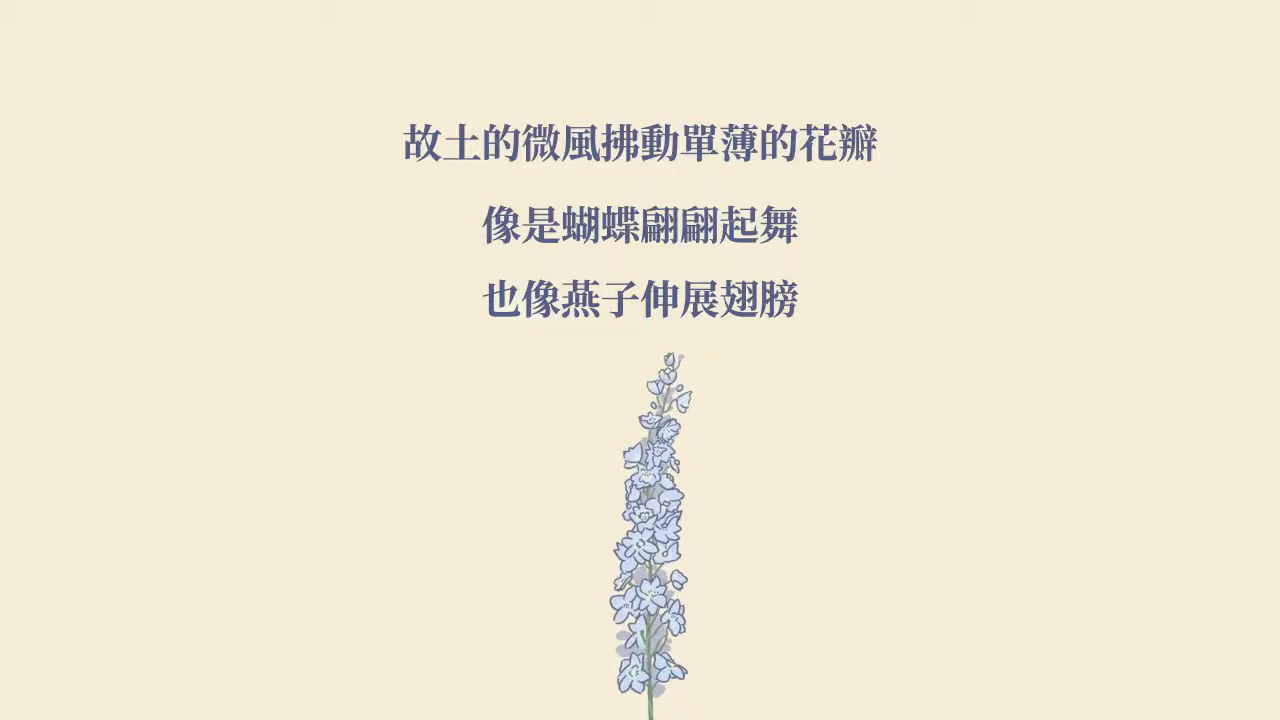 故土的微風拂動單薄的花瓣
像是蝴蝶翩翩起舞
也像燕子伸展翅膀